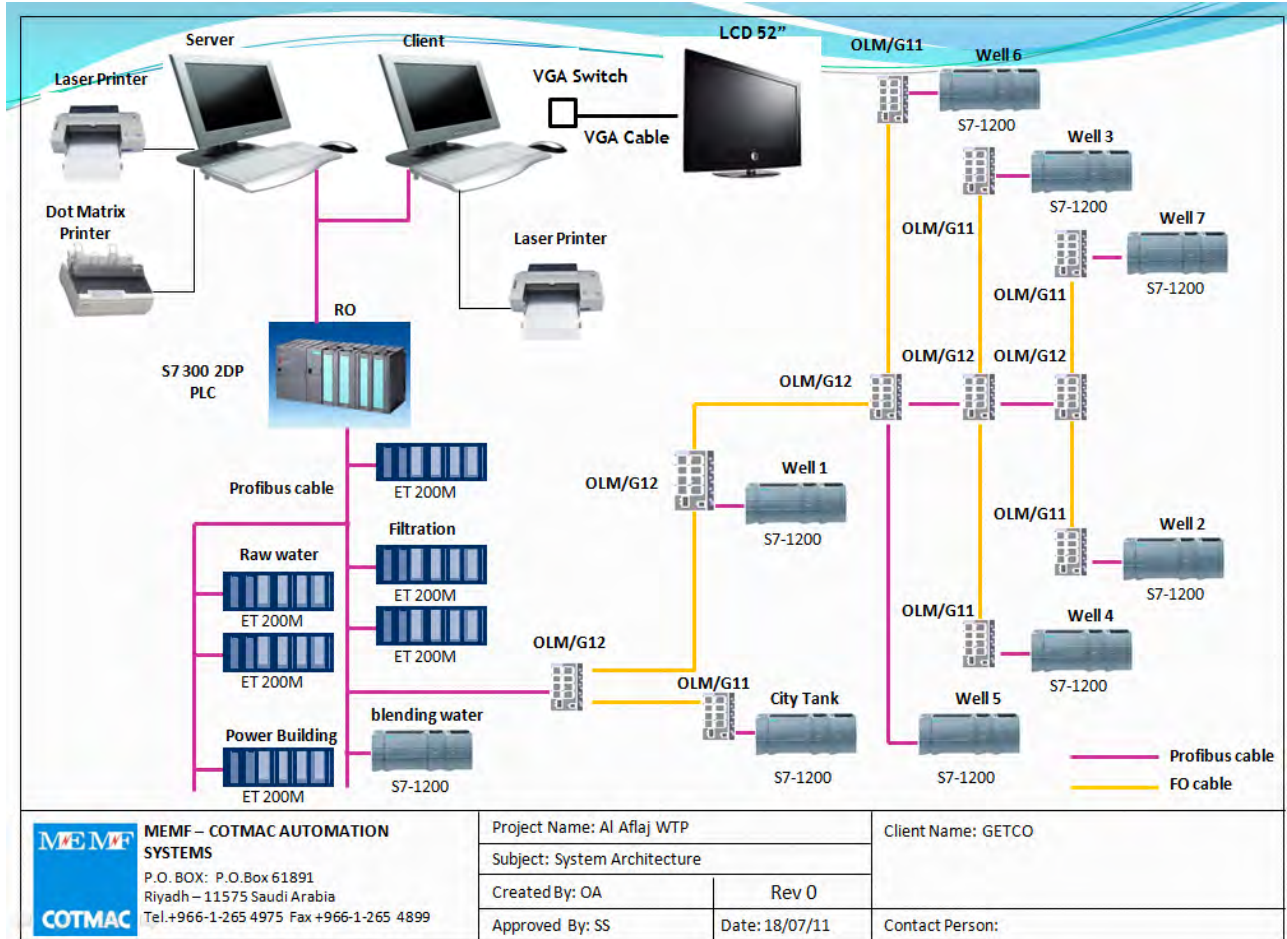 Server
Client
LCD 52”
OLM/G11
Well 6
Laser Printer
VGA Switch
VGA Cable
S7-1200
Well 3
Dot Matrix
Printer
Laser Printer
OLM/G11
S7-1200
Well 7
OLM/G11
S7-1200
RO
S7 300 2DP
PLC
OLM/G12
OLM/G12
OLM/G12
Profibus cable
ET 200M
OLM/G12
Well 1
S7-1200
OLM/G11
Well 2
S7-1200
Raw water
Filtration
ET 200M
ET 200M
ET 200M
ET 200M
OLM/G12
OLM/G11
Well 4
S7-1200
OLM/G11
City Tank
S7-1200
Well 5
S7-1200
blending water
S7-1200
Power Building
ET 200M
Profibus cable
FO cable
MEMF
COTMAC
MEMF – COTMAC AUTOMATION
SYSTEMS
P.O. BOX: P.O.Box 61891
Riyadh – 11575 Saudi Arabia
Tel.+966-1-265 4975 Fax +966-1-265 4899
Project Name: Al Aflaj WTP
Subject: System Architecture
Created By: OA
Rev 0
Approved By: SS
Date: 18/07/11
Client Name: GETCO
Contact Person: